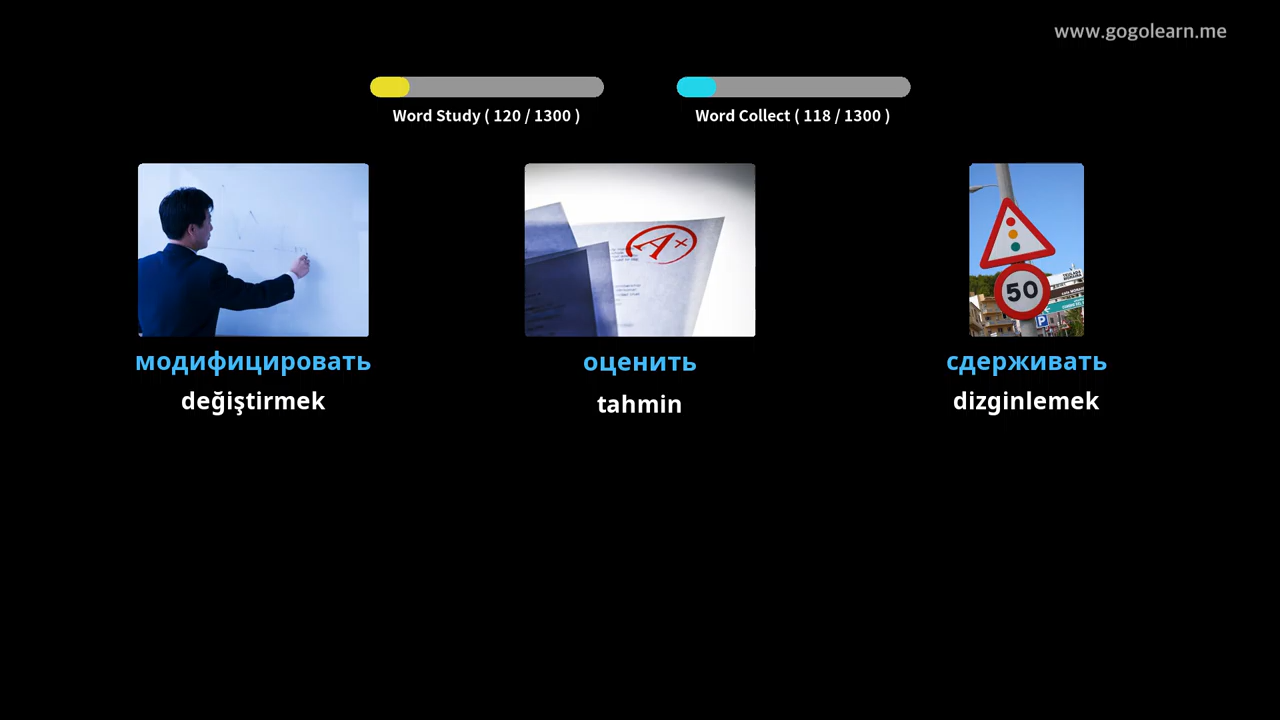 www.gogolearn.me
Word Study ( 120 / 1300 )
Word Collect ( 118 / 1300 )
A+
50
P
модифицировать
оценить
сдерживать
değiştirmek
tahmin
dizginlemek